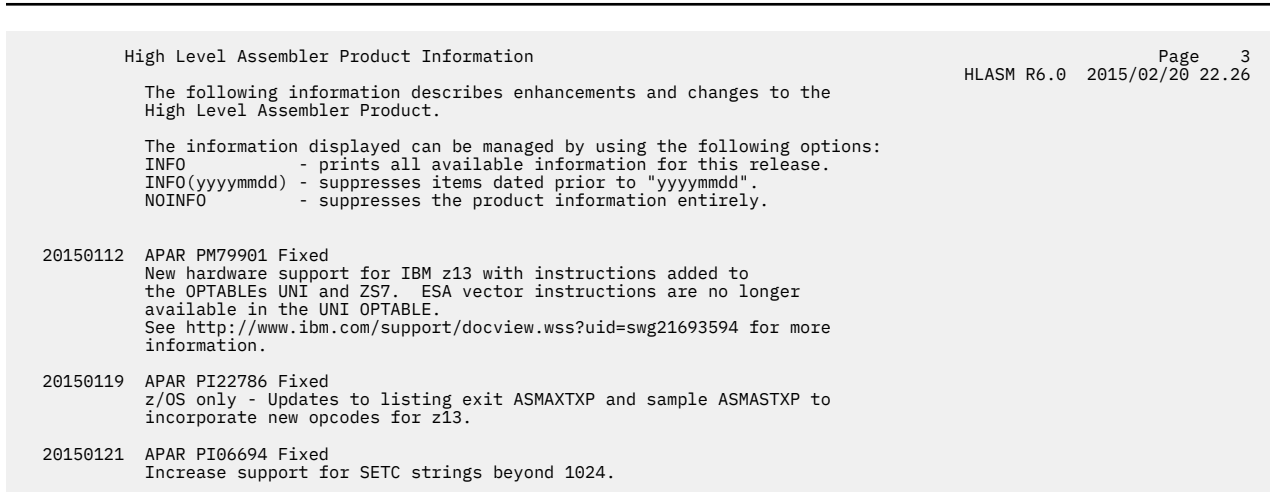 High Level Assembler Product Information Page 3
HLASM R6.0 2015/02/20 22.26
The following information describes enhancements and changes to the
High Level Assembler Product.
The information displayed can be managed by using the following options:
INFO - prints all available information for this release.
INFO(yyyymmdd) - suppresses items dated prior to "yyyymmdd".
NOINFO - suppresses the product information entirely.
20150112 APAR PM79901 Fixed
New hardware support for IBM z13 with instructions added to
the OPTABLEs UNI and ZS7. ESA vector instructions are no longer
available in the UNI OPTABLE.
See http://www.ibm.com/support/docview.wss?uid=swg21693594 for more
information.
20150119 APAR PI22786 Fixed
z/OS only - Updates to listing exit ASMAXTXP and sample ASMASTXP to
incorporate new opcodes for z13.
20150121 APAR PI06694 Fixed
Increase support for SETC strings beyond 1024.